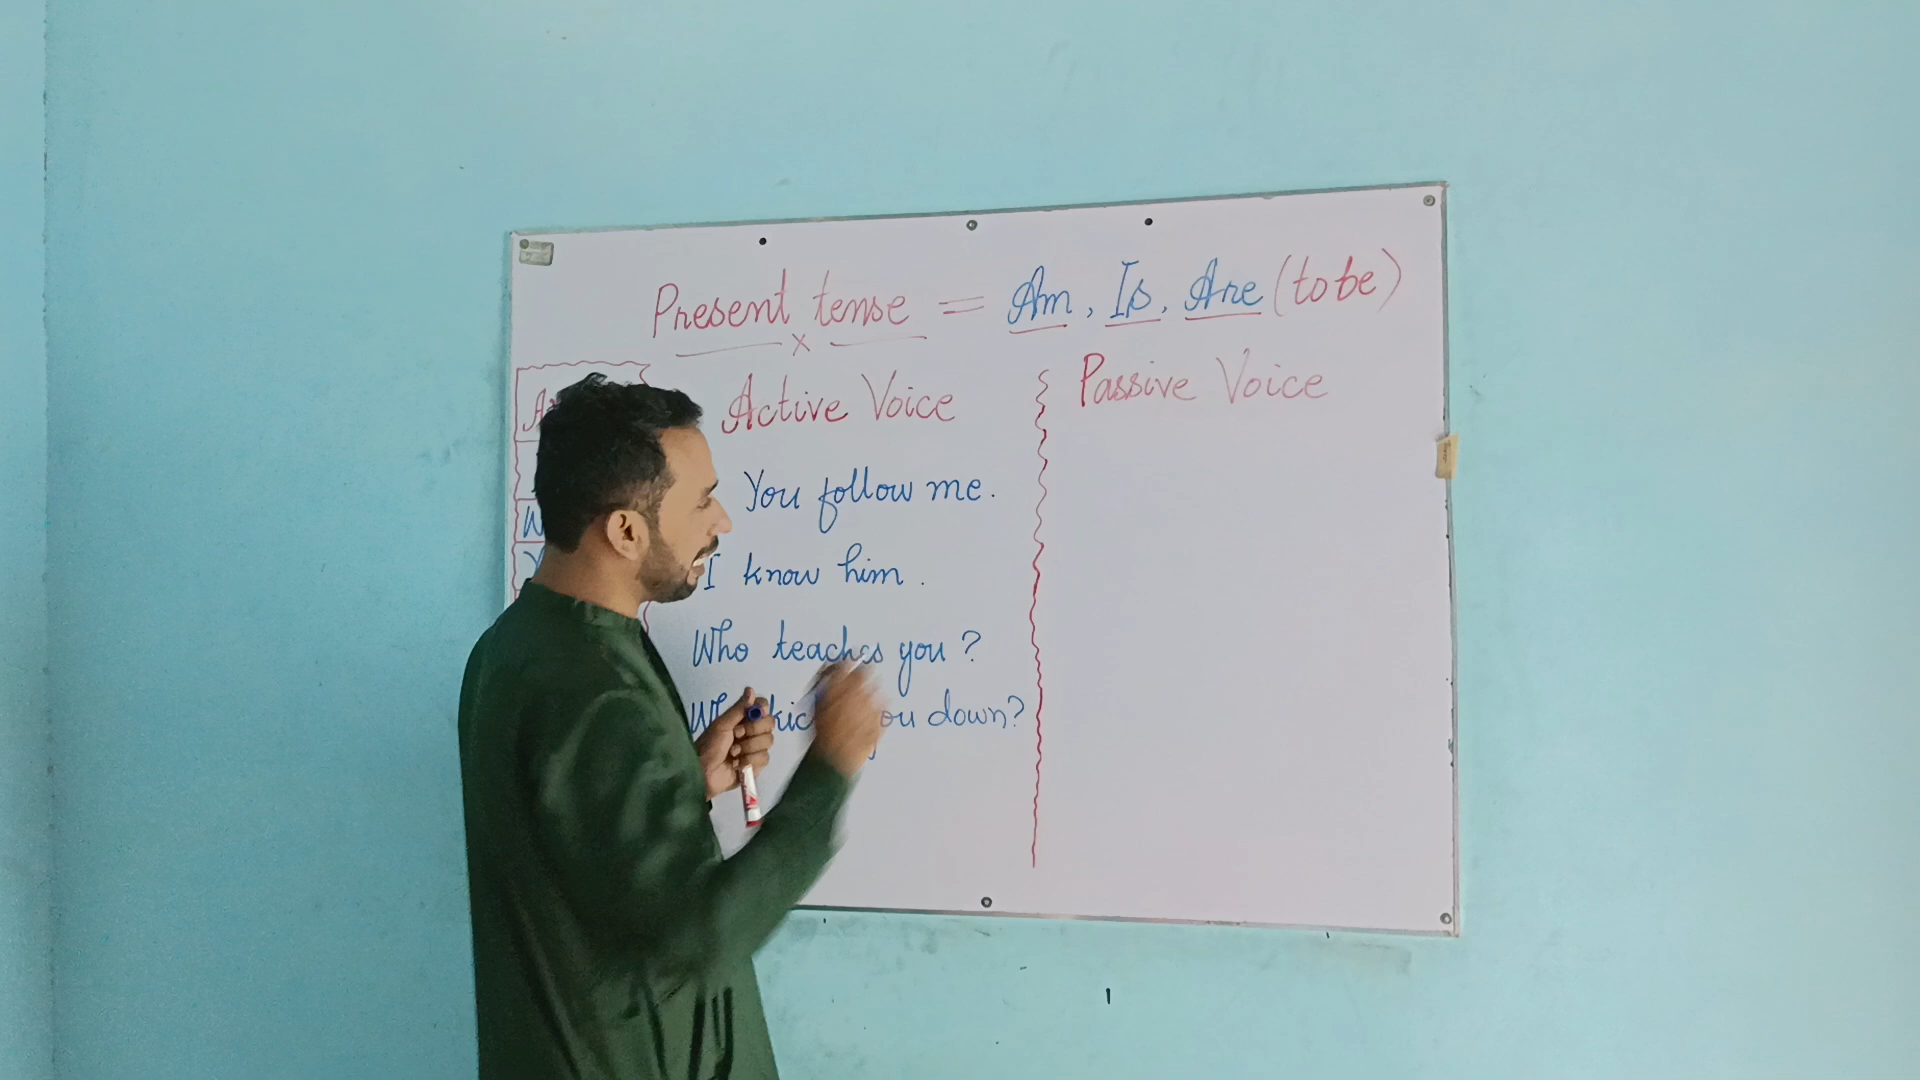 Present tense = Am, Is, Are (to be)
x
Active Voice
Passive Voice
You follow me.
I know him.
Who teaches you?
you down?